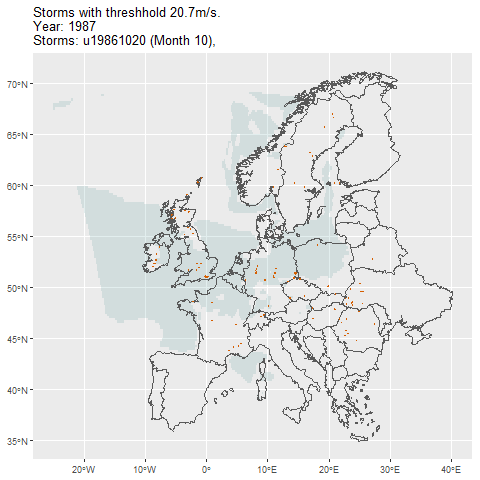 Storms with threshhold 20.7m/s.
Year: 1987
Storms: u19861020 (Month 10),
70°N
65°N
60°N
55°N
50°N
45°N
40°N
35°N
20°W
10°W
0°
10°E
20°E
30°E
40°E